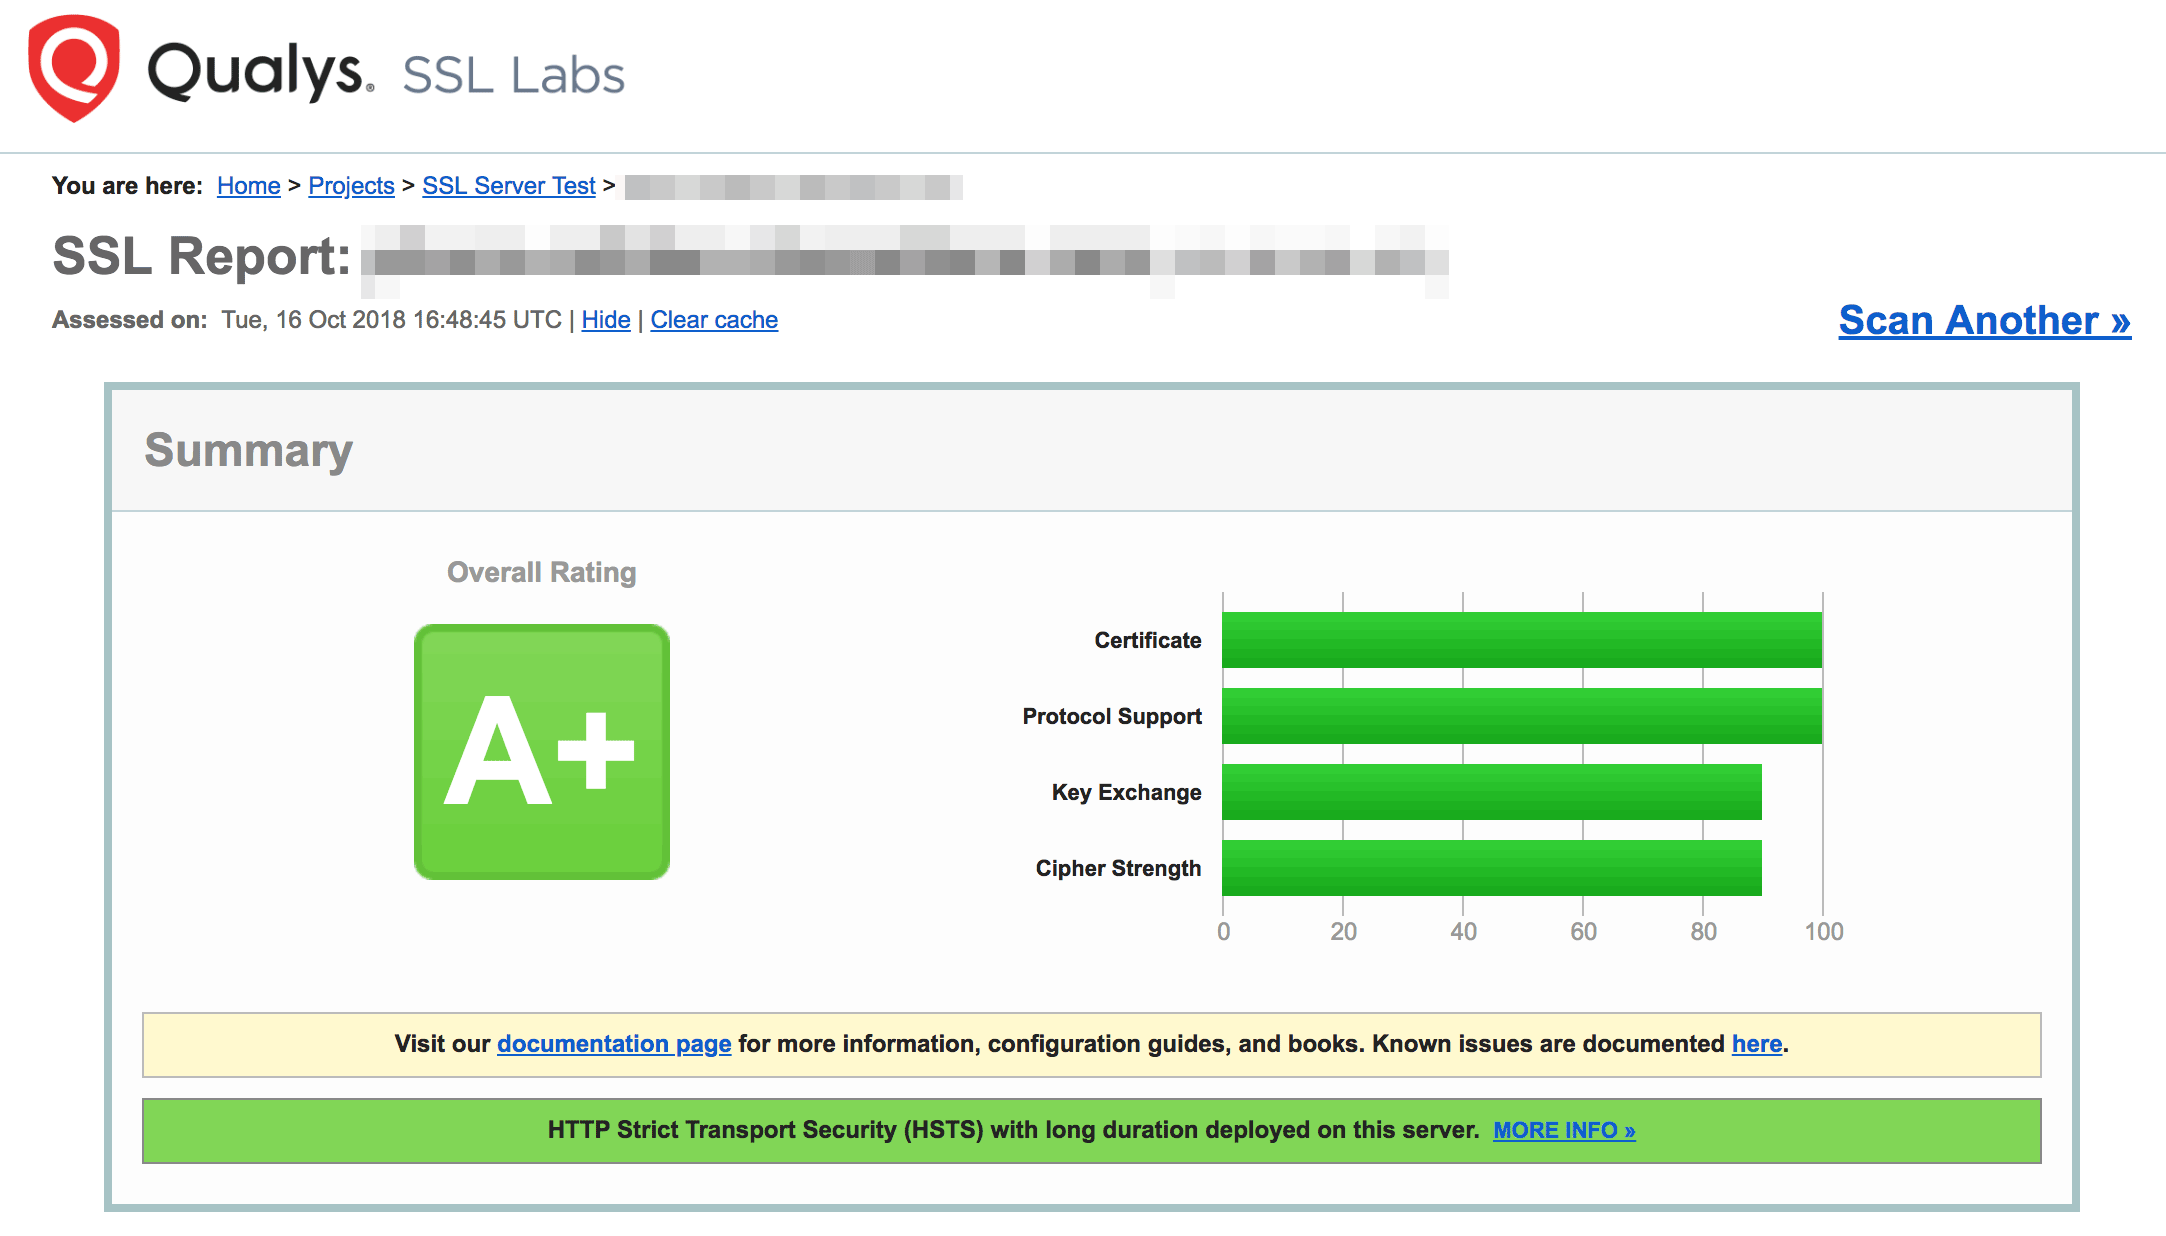 Qualys. SSL Labs
You are here: Home > Projects > SSL Server Test >
SSL Report:
Assessed on: Tue, 16 Oct 2018 16:48:45 UTC | Hide | Clear cache
Scan Another »
Summary
Overall Rating
A+
Certificate
Protocol Support
Key Exchange
Cipher Strength
0 20 40 60 80 100
Visit our documentation page for more information, configuration guides, and books. Known issues are documented here.
HTTP Strict Transport Security (HSTS) with long duration deployed on this server. MORE INFO »